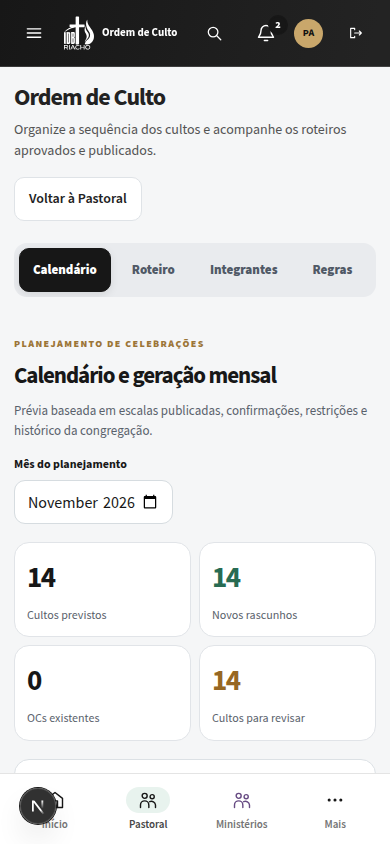 IDB
RIACHO
Ordem de Culto
2
PA
Ordem de Culto
Organize a sequência dos cultos e acompanhe os roteiros
aprovados e publicados.
Voltar à Pastoral
Calendário Roteiro Integrantes Regras
PLANEJAMENTO DE CELEBRAÇÕES
Calendário e geração mensal
Prévia baseada em escalas publicadas, confirmações, restrições e
histórico da congregação.
Mês do planejamento
November 2026
14 14
Cultos previstos Novos rascunhos
0 14
OCs existentes Cultos para revisar
N
Início Pastoral Ministérios Mais